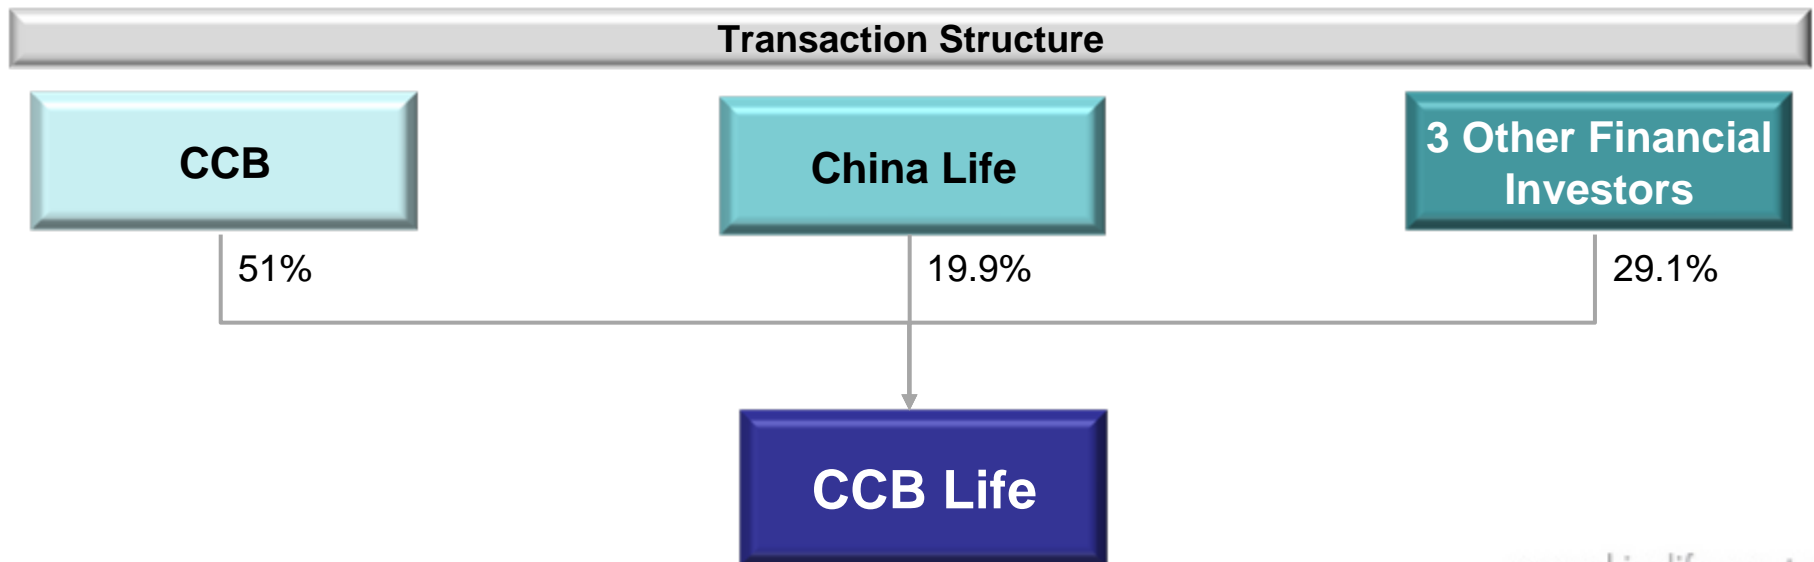 Transaction Structure
CCB
China Life
3 Other Financial
Investors
51%
19.9%
29.1%
CCB Life